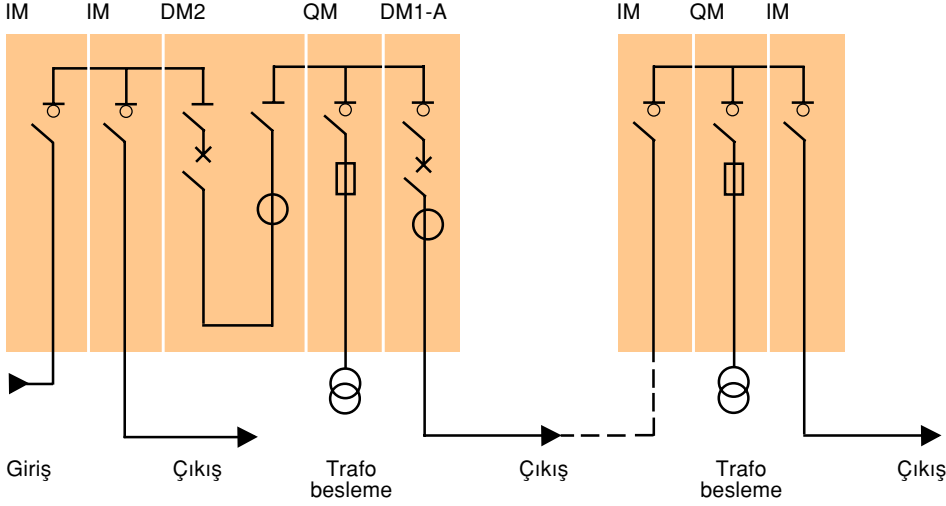 IM IM DM2 QM DM1-A IM QM IM
Giriş Çıkış Trafo besleme Çıkış Trafo besleme Çıkış